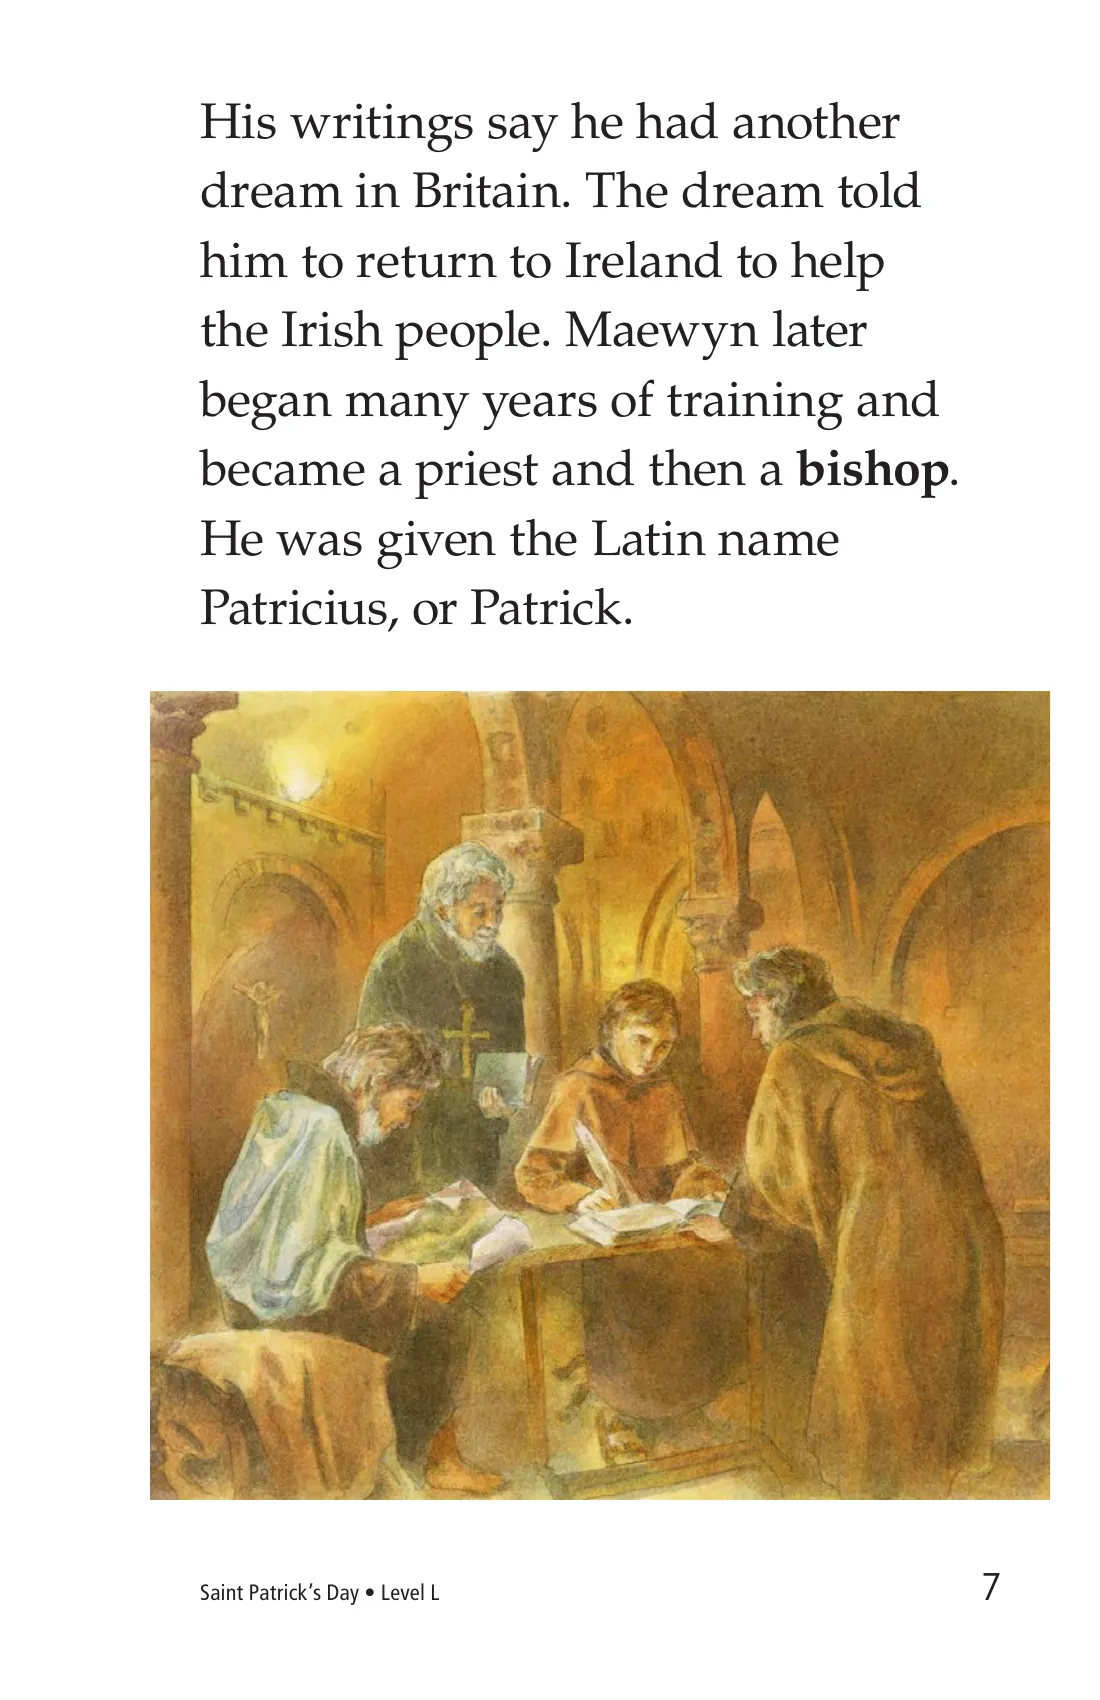 His writings say he had another
dream in Britain. The dream told
him to return to Ireland to help
the Irish people. Maewyn later
began many years of training and
became a priest and then a bishop.
He was given the Latin name
Patricius, or Patrick.
Saint Patrick's Day • Level L
7